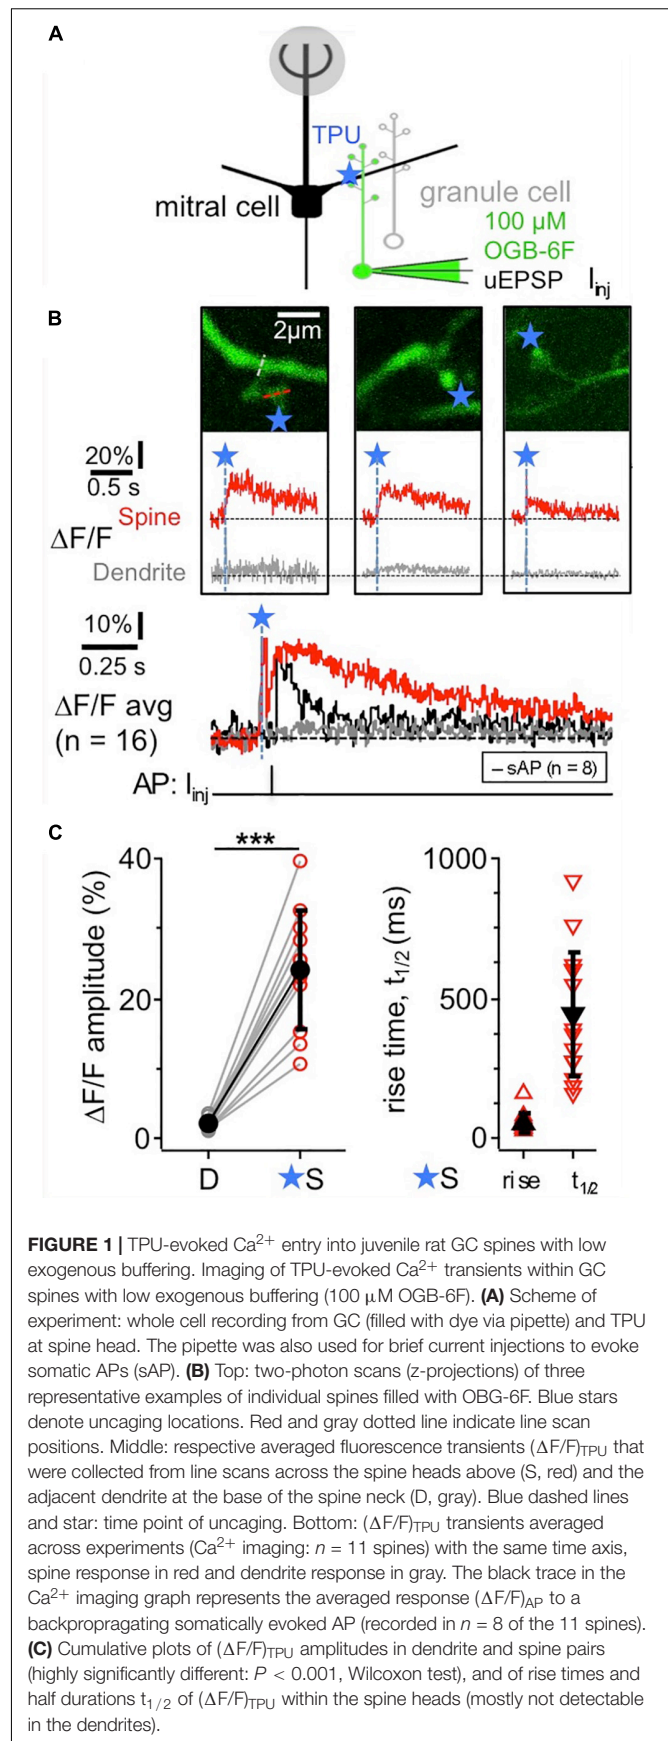 A
TPU
mitral cell
granule cell
100 µM
OGB-6F
uEPSP I inj
B
2µm
20%
0.5 s
Spine
ΔF/F
Dendrite
10%
0.25 s
ΔF/F avg
(n = 16)
– sAP (n = 8)
AP: I inj
C
***
ΔF/F amplitude (%)
40
20
0
D
S
rise time, t1/2 (ms)
1000
500
0
S
rise
t1/2
FIGURE 1 | TPU-evoked Ca2+ entry into juvenile rat GC spines with low
exogenous buffering. Imaging of TPU-evoked Ca2+ transients within GC
spines with low exogenous buffering (100 µM OGB-6F). (A) Scheme of
experiment: whole cell recording from GC (filled with dye via pipette) and TPU
at spine head. The pipette was also used for brief current injections to evoke
somatic APs (sAP). (B) Top: two-photon scans (z-projections) of three
representative examples of individual spines filled with OBG-6F. Blue stars
denote uncaging locations. Red and gray dotted line indicate line scan
positions. Middle: respective averaged fluorescence transients (ΔF/F)TPU that
were collected from line scans across the spine heads above (S, red) and the
adjacent dendrite at the base of the spine neck (D, gray). Blue dashed lines
and star: time point of uncaging. Bottom: (ΔF/F)TPU transients averaged
across experiments (Ca2+ imaging: n = 11 spines) with the same time axis,
spine response in red and dendrite response in gray. The black trace in the
Ca2+ imaging graph represents the averaged response (ΔF/F)AP to a
backpropragating somatically evoked AP (recorded in n = 8 of the 11 spines).
(C) Cumulative plots of (ΔF/F)TPU amplitudes in dendrite and spine pairs
(highly significantly different: P < 0.001, Wilcoxon test), and of rise times and
half durations t1/2 of (ΔF/F)TPU within the spine heads (mostly not detectable
in the dendrites).